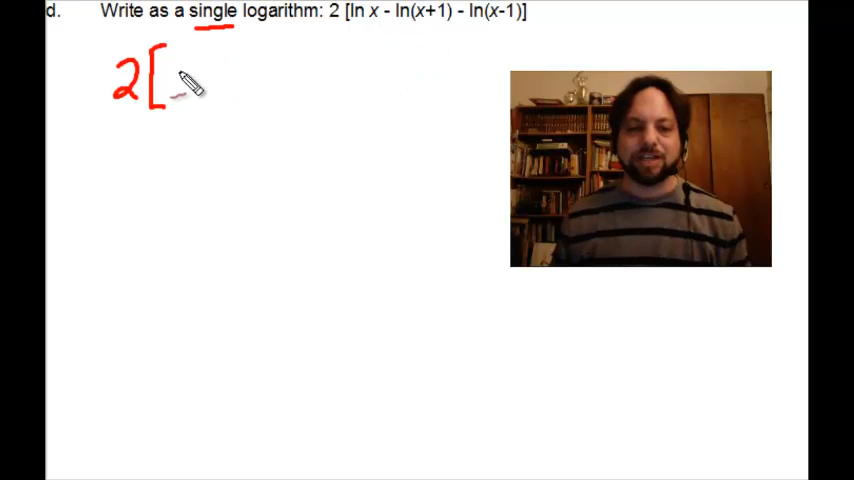 d. Write as a single logarithm: 2 [ln x - ln(x+1) - ln(x-1)]
2[